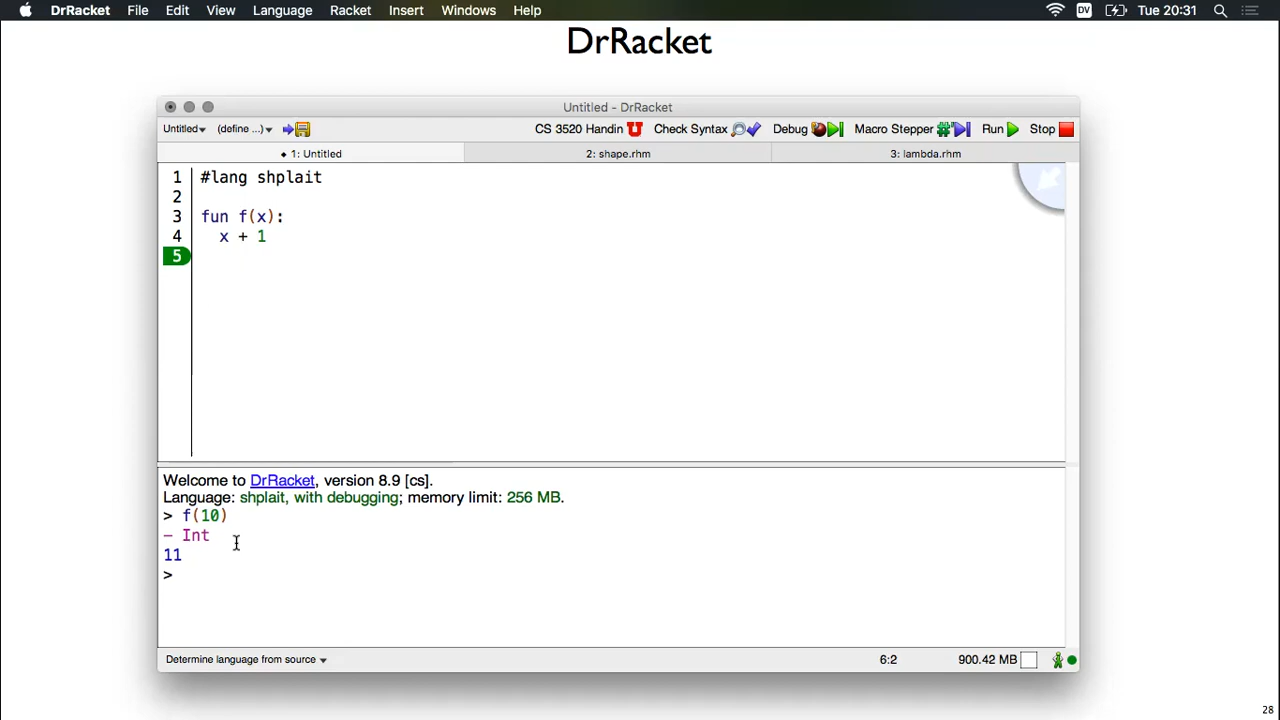 DrRacket File Edit View Language Racket Insert Windows Help DV Tue 20:31
DrRacket
Untitled - DrRacket
Untitled (define ...) CS 3520 Handin Check Syntax Debug Macro Stepper Run Stop
1: Untitled 2: shape.rhm 3: lambda.rhm
1 #lang shplait
2
3 fun f(x):
4 x + 1
5
Welcome to DrRacket, version 8.9 [cs].
Language: shplait, with debugging; memory limit: 256 MB.
> f(10)
- Int
11
>
Determine language from source 6:2 900.42 MB
28